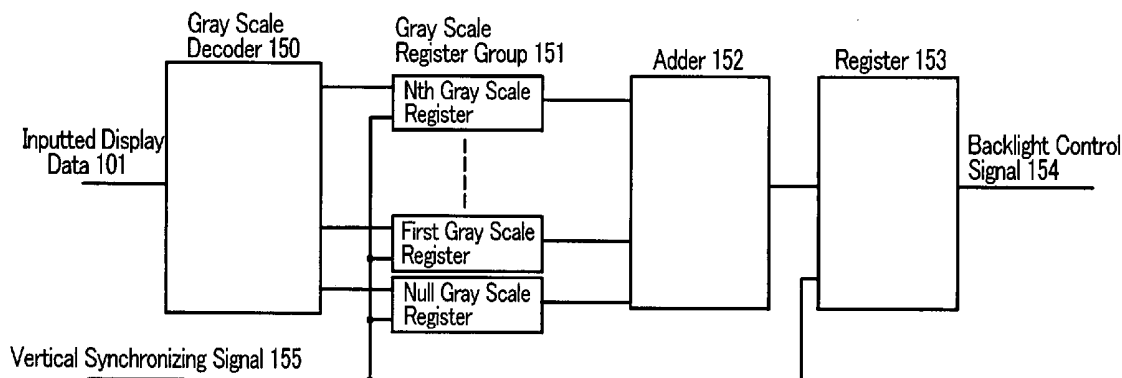 Gray Scale
Decoder 150
Gray Scale
Register Group 151
Adder 152
Register 153
Nth Gray Scale
Register
Inputted Display
Data 101
Backlight Control
Signal 154
First Gray Scale
Register
Null Gray Scale
Register
Vertical Synchronizing Signal 155